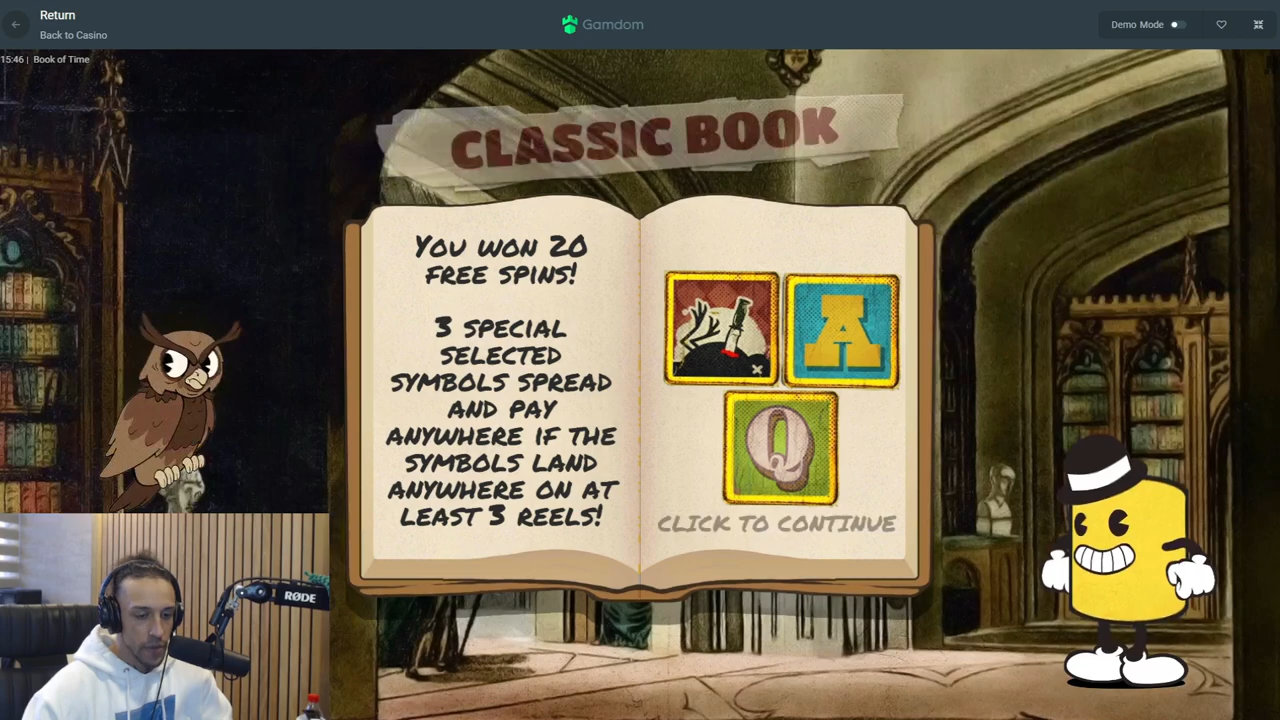 Return
Back to Casino
Gamdom
Demo Mode
15:46 | Book of Time
CLASSIC BOOK
YOU WON 20
FREE SPINS!
3 SPECIAL
SELECTED
SYMBOLS SPREAD
AND PAY
ANYWHERE IF THE
SYMBOLS LAND
ANYWHERE ON AT
LEAST 3 REELS!
A
Q
CLICK TO CONTINUE
RØDE